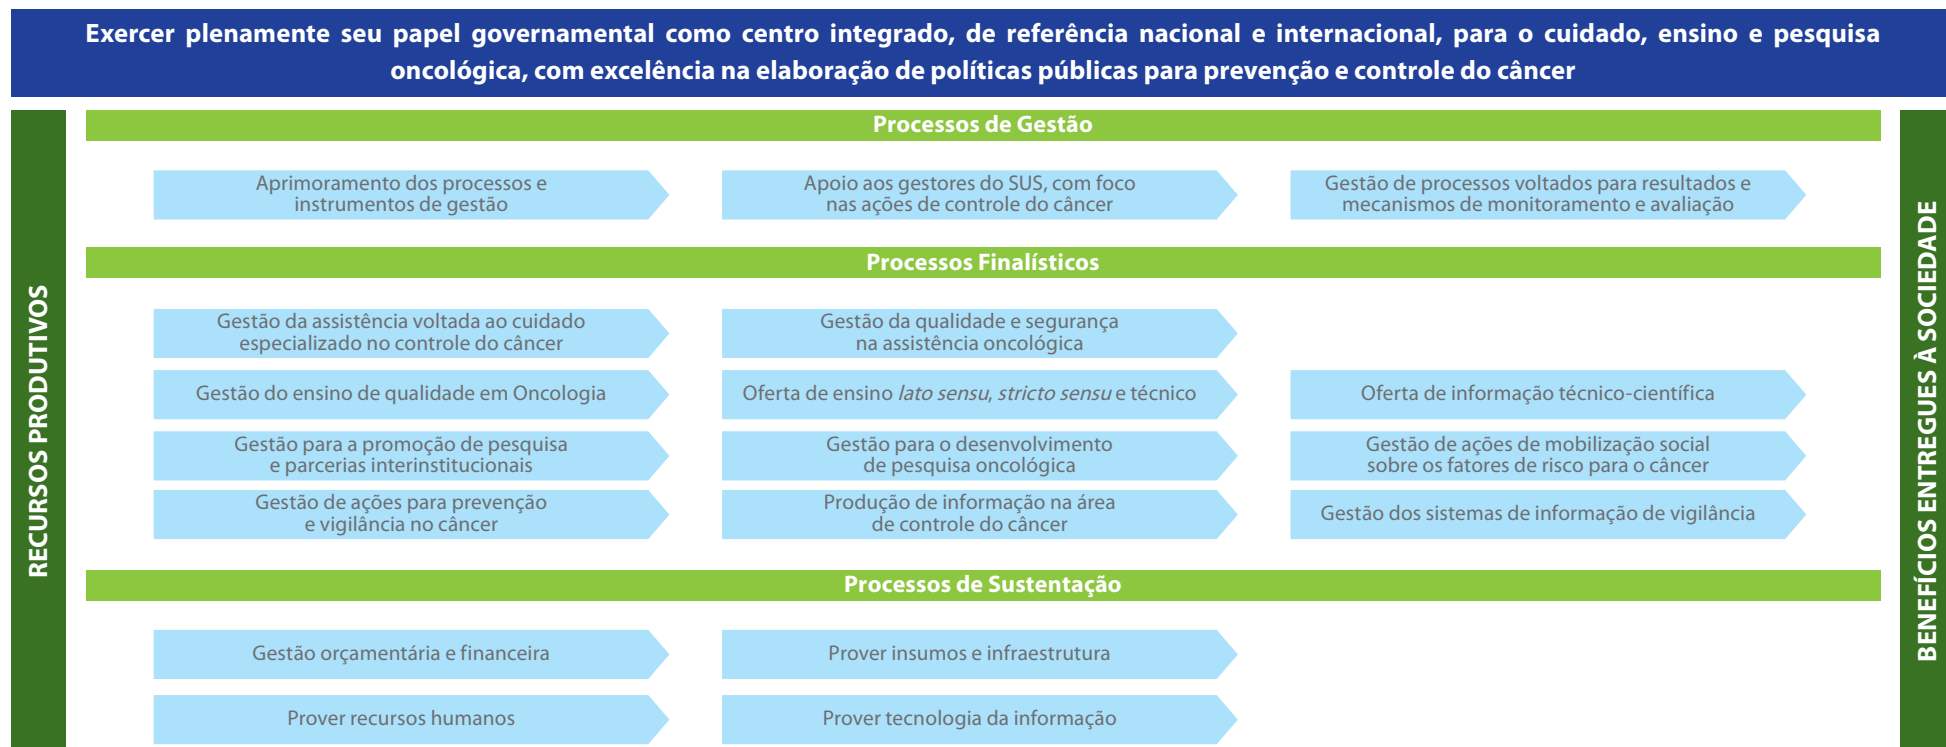 Exercer plenamente seu papel governamental como centro integrado, de referência nacional e internacional, para o cuidado, ensino e pesquisa
oncológica, com excelência na elaboração de políticas públicas para prevenção e controle do câncer
RECURSOS PRODUTIVOS
Processos de Gestão
Aprimoramento dos processos e
instrumentos de gestão
Apoio aos gestores do SUS, com foco
nas ações de controle do câncer
Gestão de processos voltados para resultados e
mecanismos de monitoramento e avaliação
Processos Finalísticos
Gestão da assistência voltada ao cuidado
especializado no controle do câncer
Gestão da qualidade e segurança
na assistência oncológica
Gestão do ensino de qualidade em Oncologia
Oferta de ensino lato sensu, stricto sensu e técnico
Oferta de informação técnico-científica
Gestão para a promoção de pesquisa
e parcerias interinstitucionais
Gestão para o desenvolvimento
de pesquisa oncológica
Gestão de ações de mobilização social
sobre os fatores de risco para o câncer
Gestão de ações para prevenção
e vigilância no câncer
Produção de informação na área
de controle do câncer
Gestão dos sistemas de informação de vigilância
Processos de Sustentação
Gestão orçamentária e financeira
Prover insumos e infraestrutura
Prover recursos humanos
Prover tecnologia da informação
BENEFÍCIOS ENTREGUES À SOCIEDADE